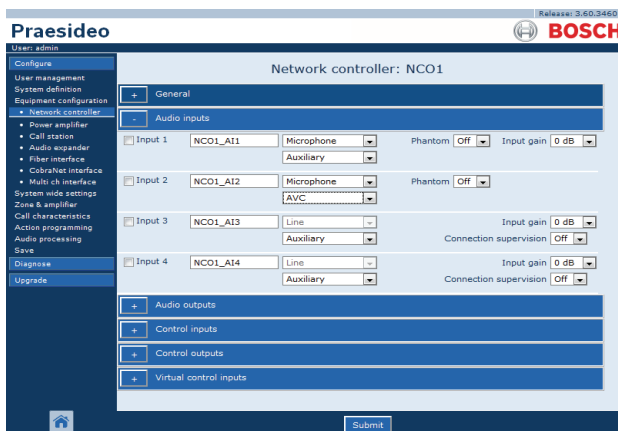 Release: 3.60.3460
Praesideo
BOSCH
User: admin
Configure
User management
System definition
Equipment configuration
• Network controller
• Power amplifier
• Call station
• Audio expander
• Fiber interface
• CobraNet interface
• Multi ch interface
System wide settings
Zone & amplifier
Call characteristics
Action programming
Audio processing
Save
Diagnose
Upgrade
Network controller: NCO1
+ General
- Audio inputs
Input 1 NCO1_AI1 Microphone Phantom Off Input gain 0 dB
Auxiliary
Input 2 NCO1_AI2 Microphone Phantom Off
AVC
Input 3 NCO1_AI3 Line Input gain 0 dB
Auxiliary Connection supervision Off
Input 4 NCO1_AI4 Line Input gain 0 dB
Auxiliary Connection supervision Off
+ Audio outputs
+ Control inputs
+ Control outputs
+ Virtual control inputs
Submit